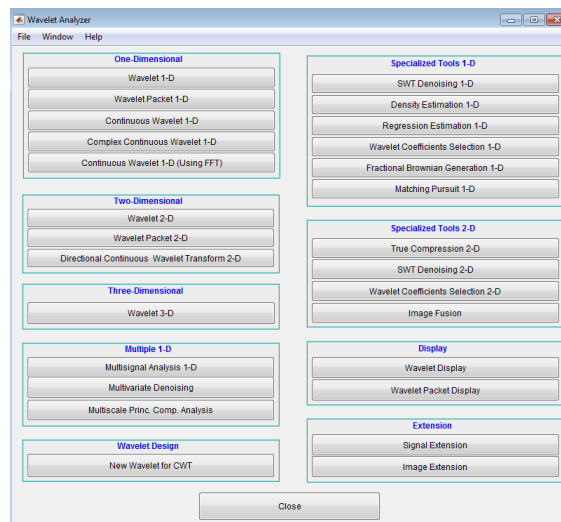 Wavelet Analyzer
File Window Help
One-Dimensional
Wavelet 1-D
Wavelet Packet 1-D
Continuous Wavelet 1-D
Complex Continuous Wavelet 1-D
Continuous Wavelet 1-D (Using FFT)
Two-Dimensional
Wavelet 2-D
Wavelet Packet 2-D
Directional Continuous Wavelet Transform 2-D
Three-Dimensional
Wavelet 3-D
Multiple 1-D
Multisignal Analysis 1-D
Multivariate Denoising
Multiscale Princ. Comp. Analysis
Wavelet Design
New Wavelet for CWT
Specialized Tools 1-D
SWT Denoising 1-D
Density Estimation 1-D
Regression Estimation 1-D
Wavelet Coefficients Selection 1-D
Fractional Brownian Generation 1-D
Matching Pursuit 1-D
Specialized Tools 2-D
True Compression 2-D
SWT Denoising 2-D
Wavelet Coefficients Selection 2-D
Image Fusion
Display
Wavelet Display
Wavelet Packet Display
Extension
Signal Extension
Image Extension
Close